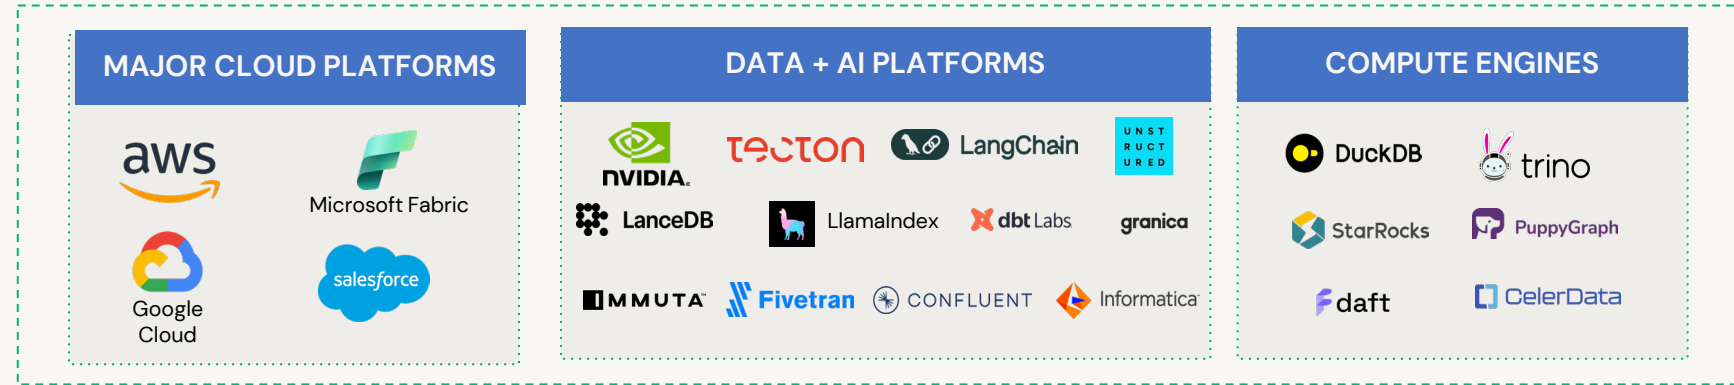 MAJOR CLOUD PLATFORMS
aws
Microsoft Fabric
Google
Cloud
salesforce
DATA + AI PLATFORMS
NVIDIA.
TECTON
LangChain
UNST
RUCT
URED
LanceDB
LlamaIndex
dbt Labs
granica
IMMUTA™
Fivetran
CONFLUENT
Informatica
COMPUTE ENGINES
DuckDB
trino
StarRocks
PuppyGraph
daft
CelerData